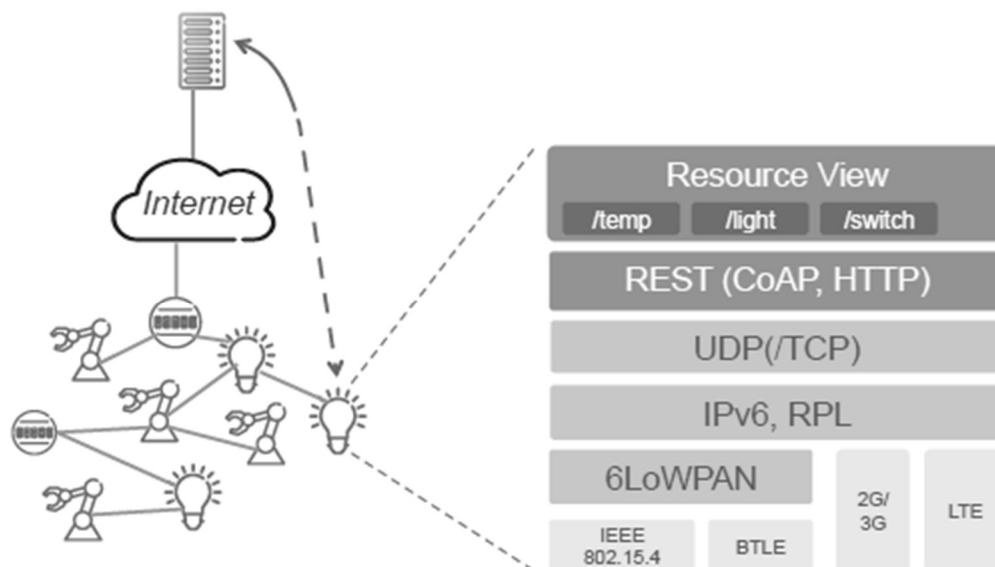 Internet
Resource View
/temp /light /switch
REST (CoAP, HTTP)
UDP(/TCP)
IPv6, RPL
6LoWPAN
2G/
3G
LTE
IEEE
802.15.4
BTLE